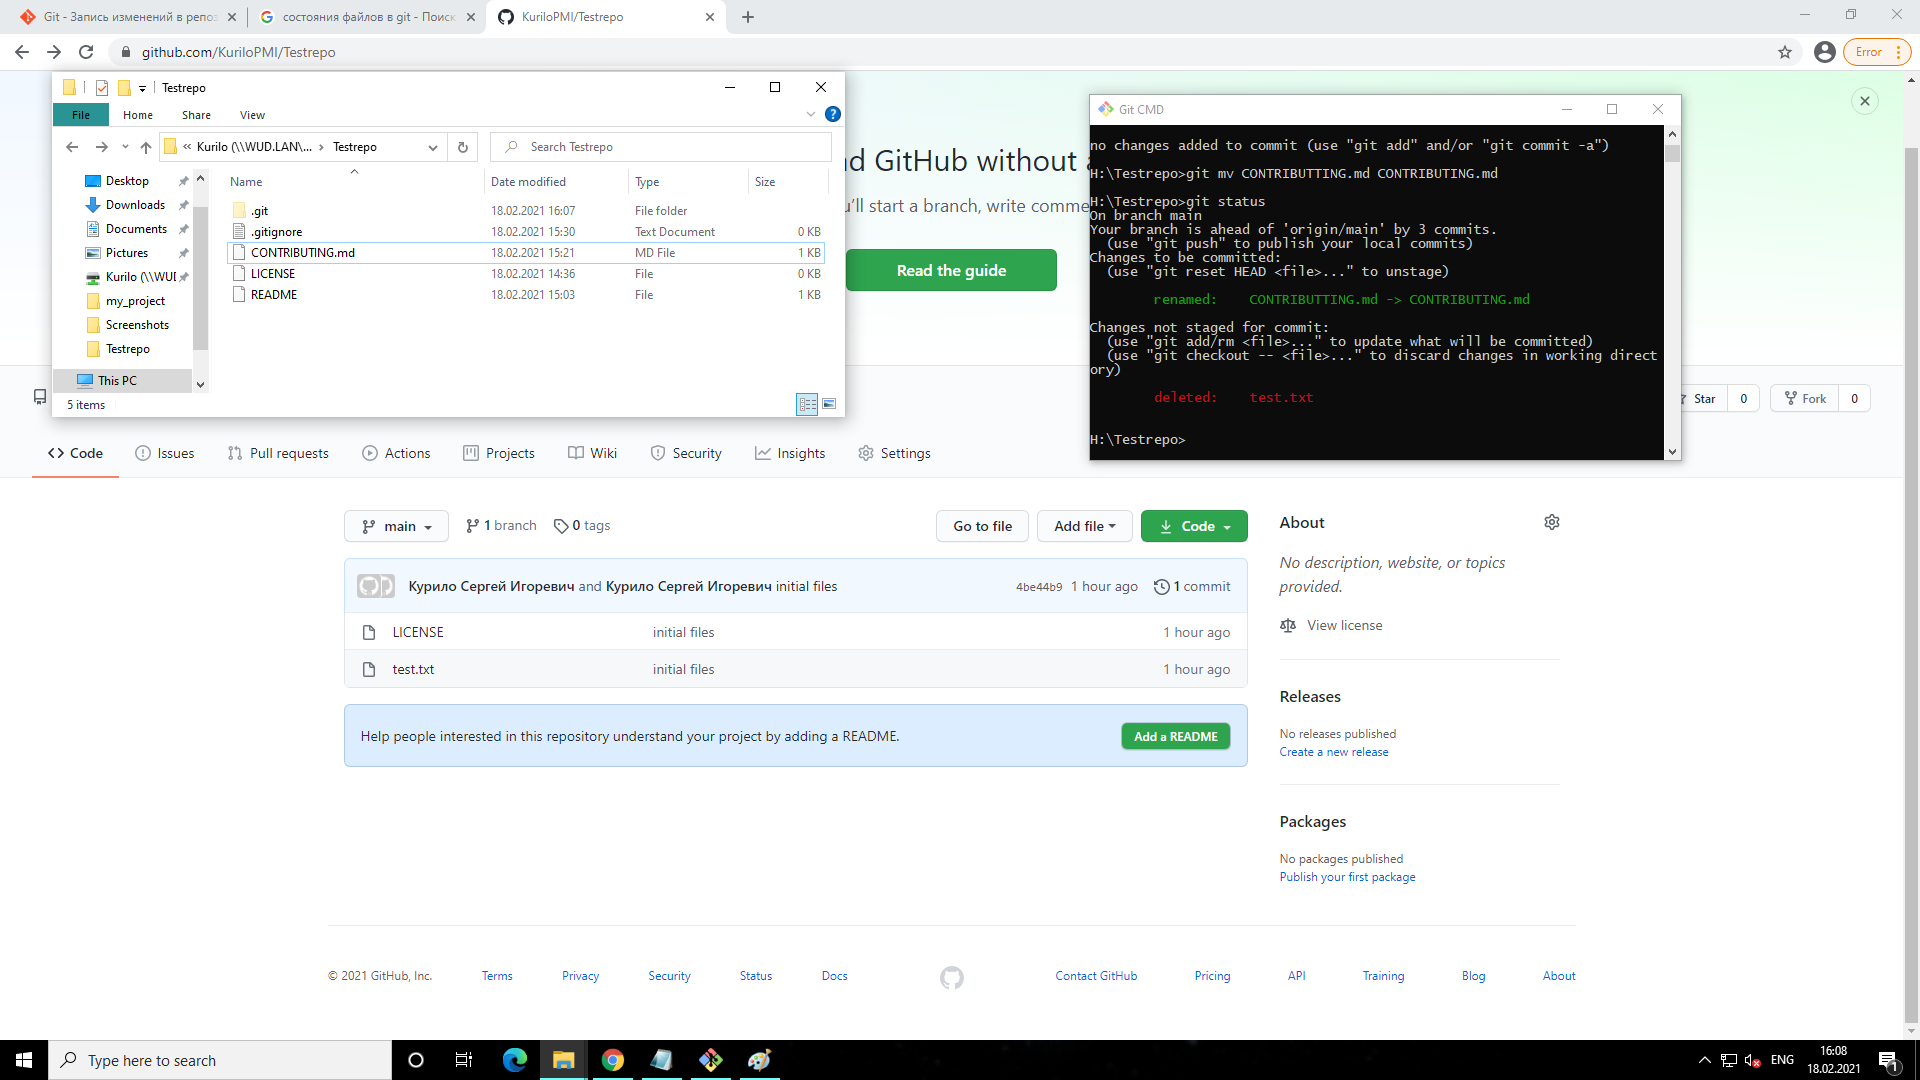 Git - Запись изменений в репоз
состояния файлов в git - Поиск
KuriloPMI/Testrepo
github.com/KuriloPMI/Testrepo
Error
Testrepo
File
Home
Share
View
Kurilo (\\WUD.LAN\...
Testrepo
Search Testrepo
Name
Date modified
Type
Size
Desktop
Downloads
Documents
Pictures
Kurilo (\\WUD
my_project
Screenshots
Testrepo
This PC
.git 18.02.2021 16:07 File folder
.gitignore 18.02.2021 15:30 Text Document 0 KB
CONTRIBUTING.md 18.02.2021 15:21 MD File 1 KB
LICENSE 18.02.2021 14:36 File 0 KB
README 18.02.2021 15:03 File 1 KB
5 items
d GitHub without
u'll start a branch, write comme
Read the guide
Git CMD
no changes added to commit (use "git add" and/or "git commit -a")
H:\Testrepo>git mv CONTRIBUTTING.md CONTRIBUTING.md
H:\Testrepo>git status
On branch main
Your branch is ahead of 'origin/main' by 3 commits.
(use "git push" to publish your local commits)
Changes to be committed:
(use "git reset HEAD <file>..." to unstage)
renamed: CONTRIBUTTING.md -> CONTRIBUTING.md
Changes not staged for commit:
(use "git add/rm <file>..." to update what will be committed)
(use "git checkout -- <file>..." to discard changes in working direct
ory)
deleted: test.txt
H:\Testrepo>
Star 0
Fork 0
Code
Issues
Pull requests
Actions
Projects
Wiki
Security
Insights
Settings
main
1 branch
0 tags
Go to file
Add file
Code
Курило Сергей Игоревич and Курило Сергей Игоревич initial files
4be44b9 1 hour ago
1 commit
LICENSE initial files 1 hour ago
test.txt initial files 1 hour ago
Help people interested in this repository understand your project by adding a README.
Add a README
About
No description, website, or topics
provided.
View license
Releases
No releases published
Create a new release
Packages
No packages published
Publish your first package
© 2021 GitHub, Inc.
Terms
Privacy
Security
Status
Docs
Contact GitHub
Pricing
API
Training
Blog
About
Type here to search
ENG
16:08
18.02.2021
1